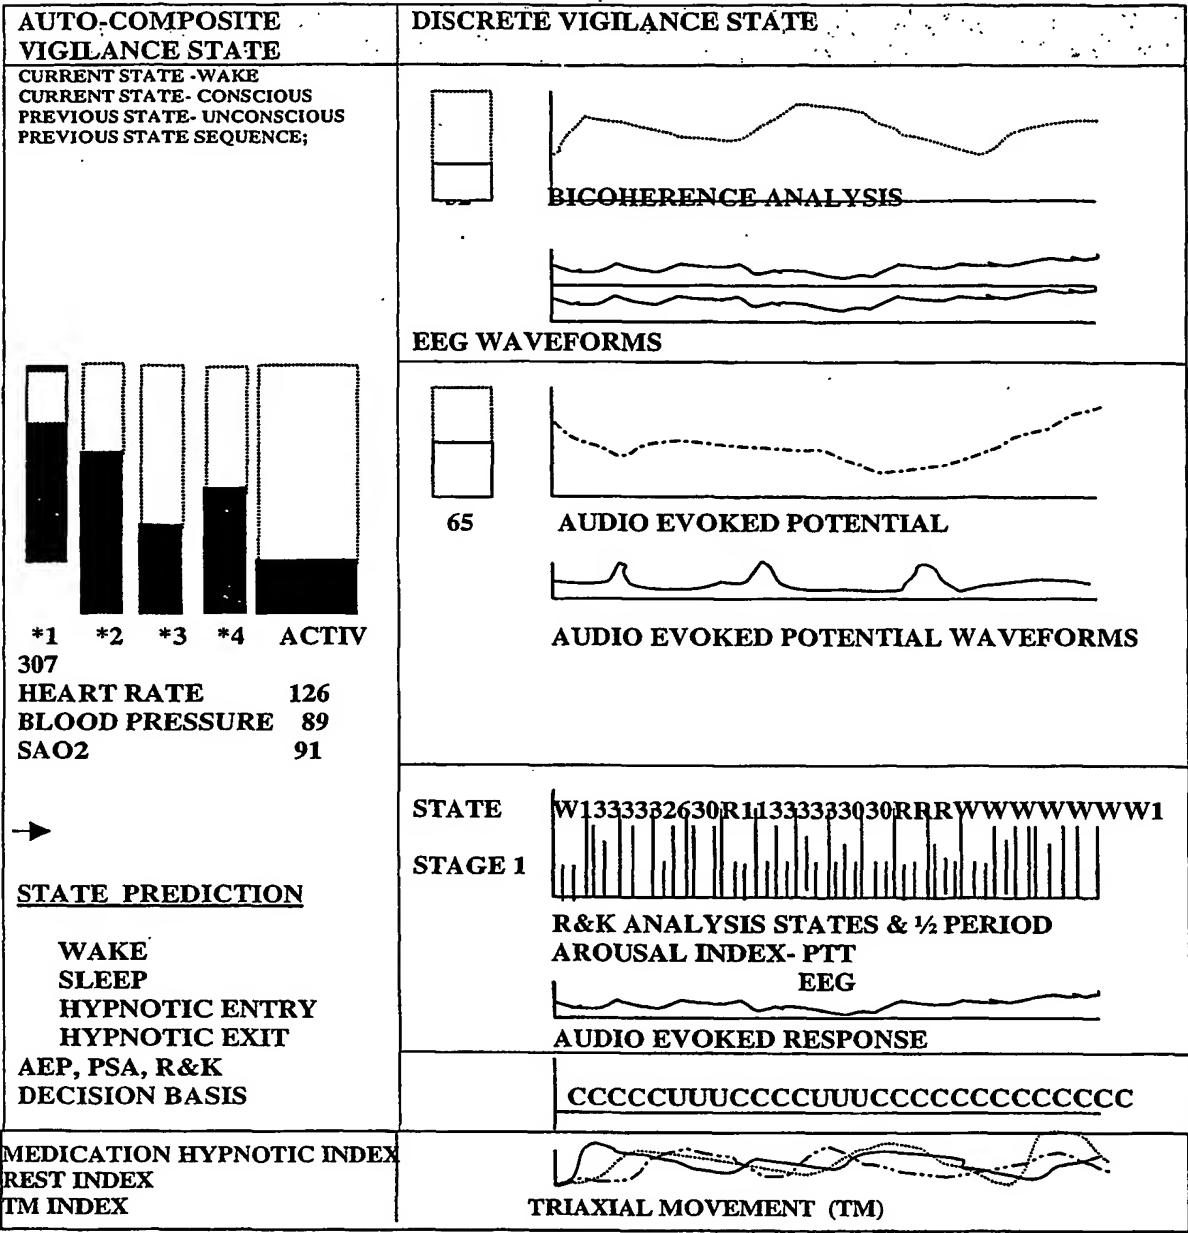 AUTO-COMPOSITE
VIGILANCE STATE
CURRENT STATE -WAKE
CURRENT STATE- CONSCIOUS
PREVIOUS STATE- UNCONSCIOUS
PREVIOUS STATE SEQUENCE;
*1 *2 *3 *4 ACTIV
307
HEART RATE 126
BLOOD PRESSURE 89
SAO2 91
STATE PREDICTION
WAKE
SLEEP
HYPNOTIC ENTRY
HYPNOTIC EXIT
AEP, PSA, R&K
DECISION BASIS
MEDICATION HYPNOTIC INDEX
REST INDEX
TM INDEX
DISCRETE VIGILANCE STATE
BICOHERENCE ANALYSIS
EEG WAVEFORMS
65
AUDIO EVOKED POTENTIAL
AUDIO EVOKED POTENTIAL WAVEFORMS
STATE W13333332630R113333333030RRRWWWWWWWW1
STAGE 1
R&K ANALYSIS STATES & ½ PERIOD
AROUSAL INDEX- PTT
EEG
AUDIO EVOKED RESPONSE
CCCCCUUUCCCCUUUCCCCCCCCCCCCC
TRIAXIAL MOVEMENT (TM)